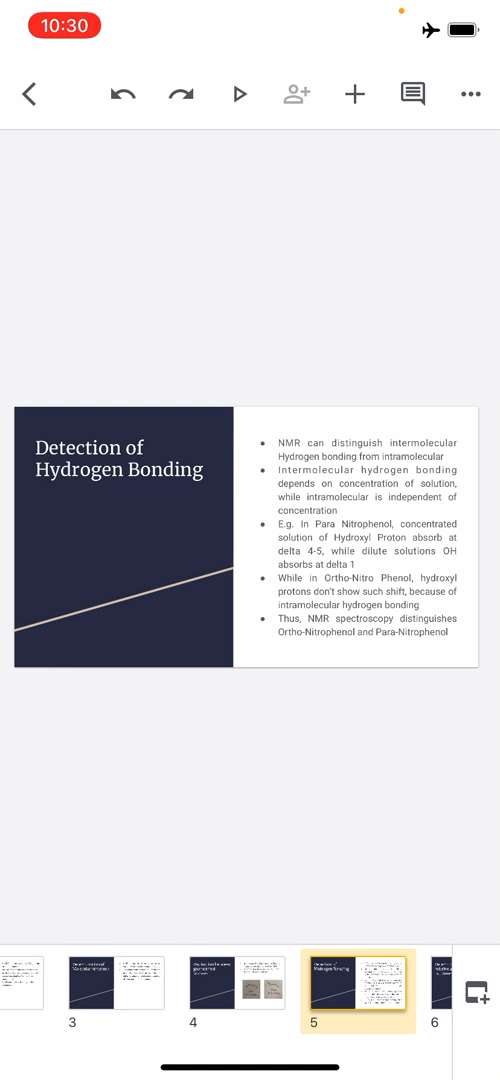 10:30
Detection of
Hydrogen Bonding
● NMR can distinguish intermolecular
Hydrogen bonding from intramolecular
● Intermolecular hydrogen bonding
depends on concentration of solution,
while intramolecular is independent of
concentration
● E.g. In Para Nitrophenol, concentrated
solution of Hydroxyl Proton absorb at
delta 4-5, while dilute solutions OH
absorbs at delta 1
● While in Ortho-Nitro Phenol, hydroxyl
protons don't show such shift, because of
intramolecular hydrogen bonding
● Thus, NMR spectroscopy distinguishes
Ortho-Nitrophenol and Para-Nitrophenol
Detection of
Hydrogen Bonding
3
4
5
6